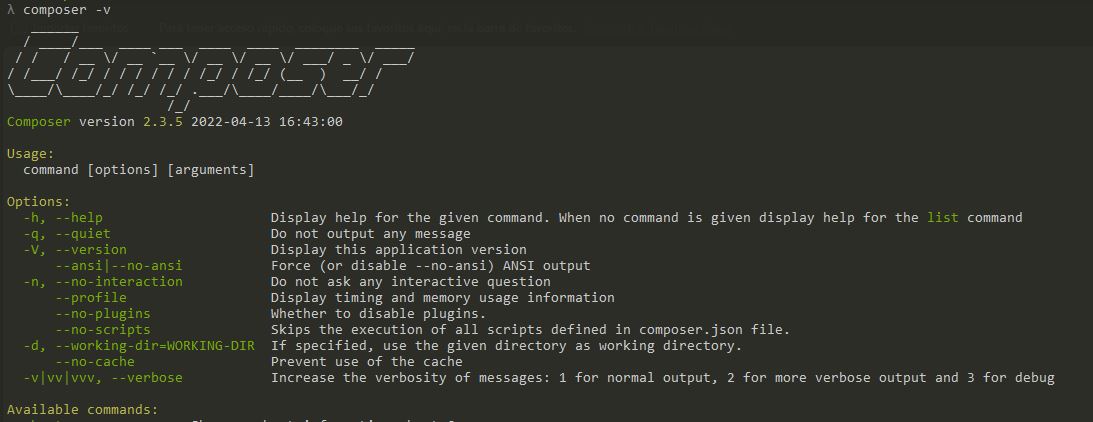 λ composer -v
   ______
  / ____/___  ____ ___  ____  ____  ________  _____
 / /   / __ \/ __ `__ \/ __ \/ __ \/ ___/ _ \/ ___/
/ /___/ /_/ / / / / / / /_/ / /_/ (__  )  __/ /
\____/\____/_/ /_/ /_/ .___/\____/____/\___/_/
                    /_/
Composer version 2.3.5 2022-04-13 16:43:00

Usage:
  command [options] [arguments]

Options:
  -h, --help                     Display help for the given command. When no command is given display help for the list command
  -q, --quiet                    Do not output any message
  -V, --version                  Display this application version
      --ansi|--no-ansi           Force (or disable --no-ansi) ANSI output
  -n, --no-interaction           Do not ask any interactive question
      --profile                  Display timing and memory usage information
      --no-plugins               Whether to disable plugins.
      --no-scripts               Skips the execution of all scripts defined in composer.json file.
  -d, --working-dir=WORKING-DIR  If specified, use the given directory as working directory.
      --no-cache                 Prevent use of the cache
  -v|vv|vvv, --verbose           Increase the verbosity of messages: 1 for normal output, 2 for more verbose output and 3 for debug

Available commands: